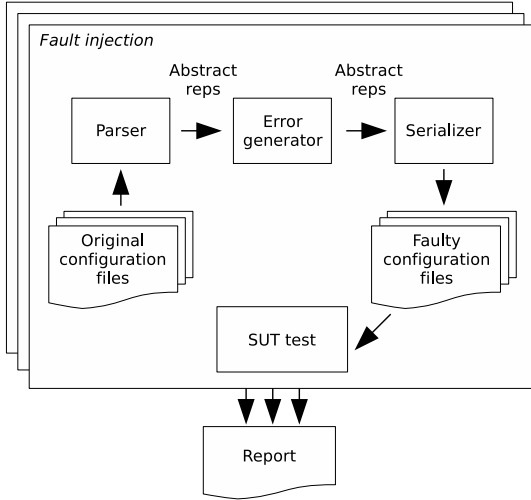 Fault injection
Abstract
reps
Abstract
reps
Parser
Error
generator
Serializer
Original
configuration
files
Faulty
configuration
files
SUT test
Report